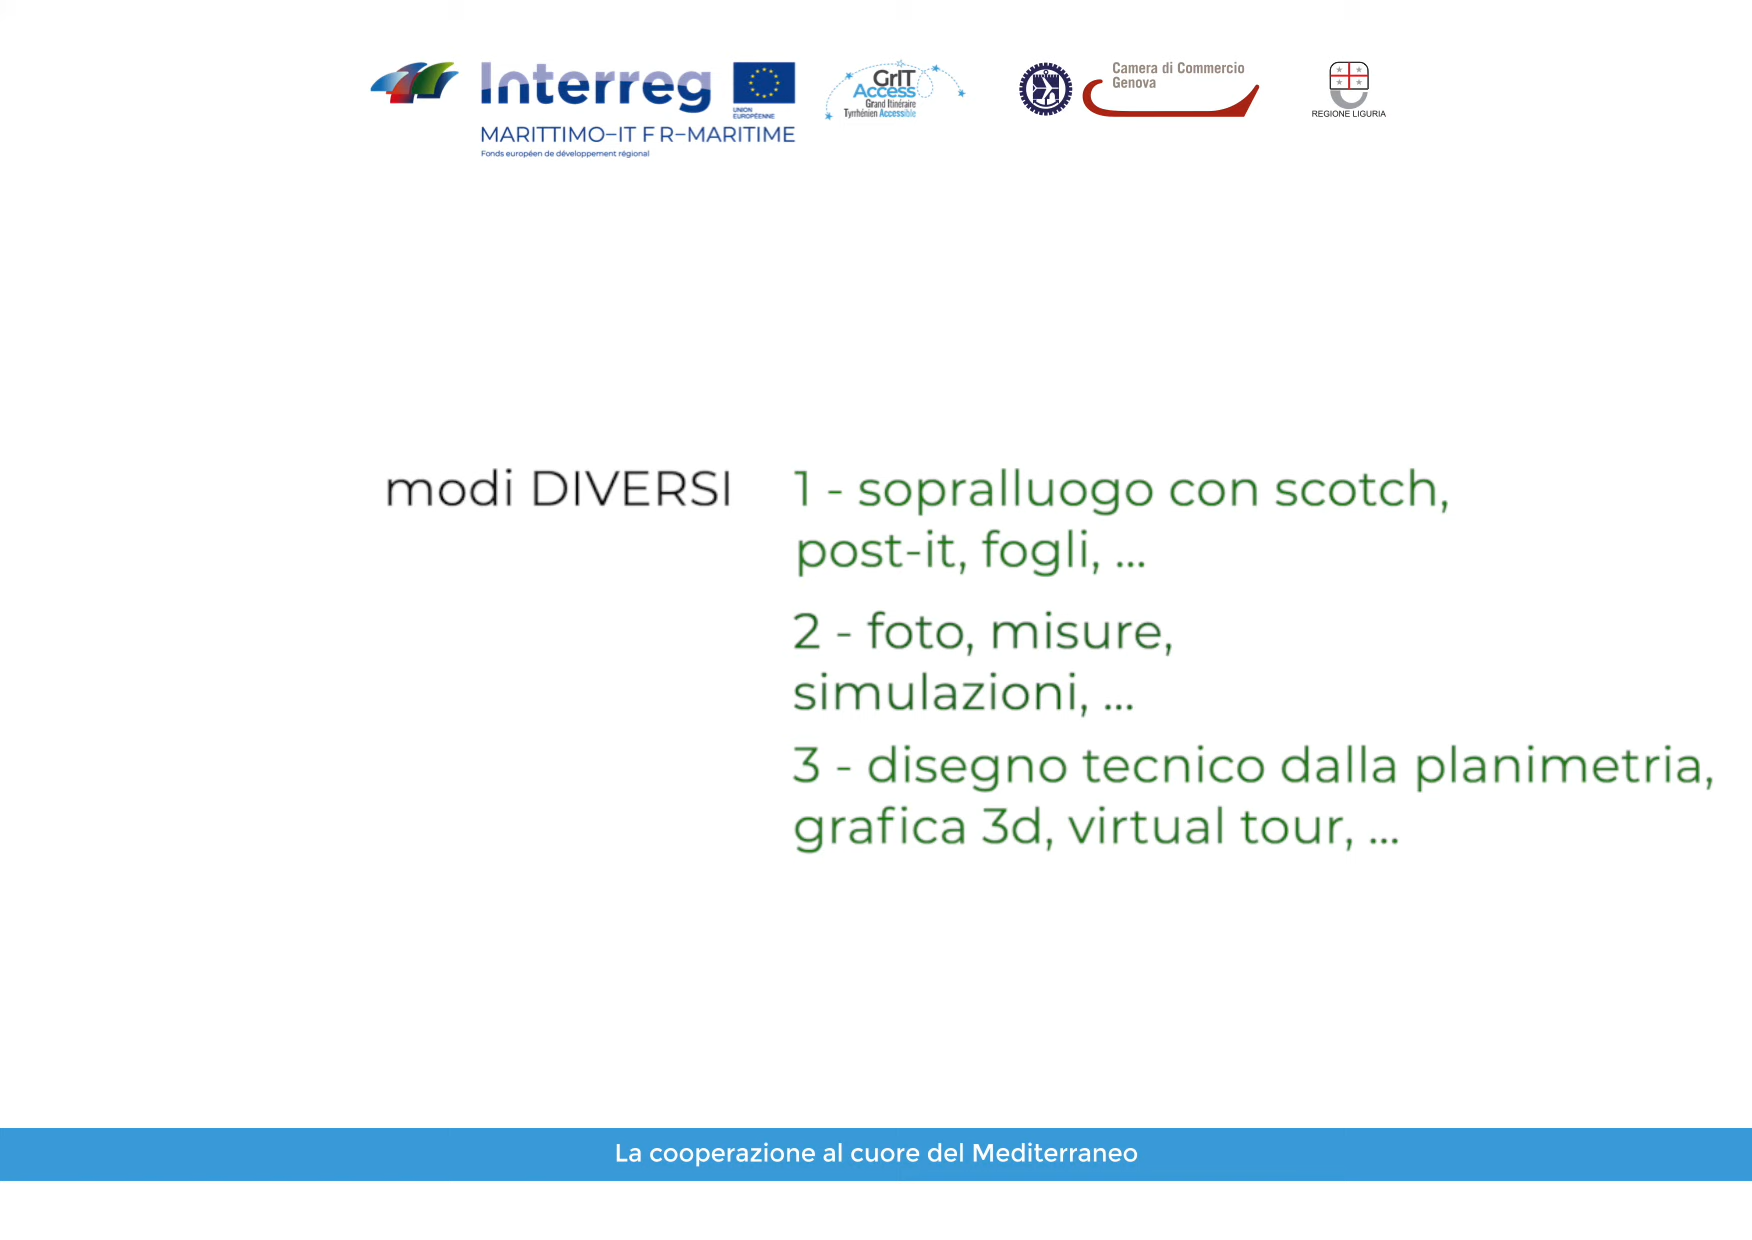 Interreg
UNION
EUROPÉENNE
MARITTIMO-IT FR-MARITIME
Fonds européen de développement régional
GrIT
Access
Grand Itinéraire
Tyrrhénien Accessible
Camera di Commercio
Genova
REGIONE LIGURIA
modi DIVERSI
1 - sopralluogo con scotch,
post-it, fogli, ...
2 - foto, misure,
simulazioni, ...
3 - disegno tecnico dalla planimetria,
grafica 3d, virtual tour, ...
La cooperazione al cuore del Mediterraneo